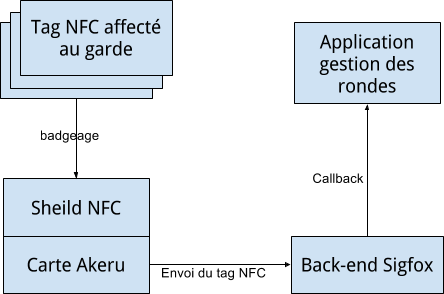 Tag NFC affecté
au garde
Application
gestion des
rondes
badgeage
Callback
Sheild NFC
Carte Akeru
Envoi du tag NFC
Back-end Sigfox